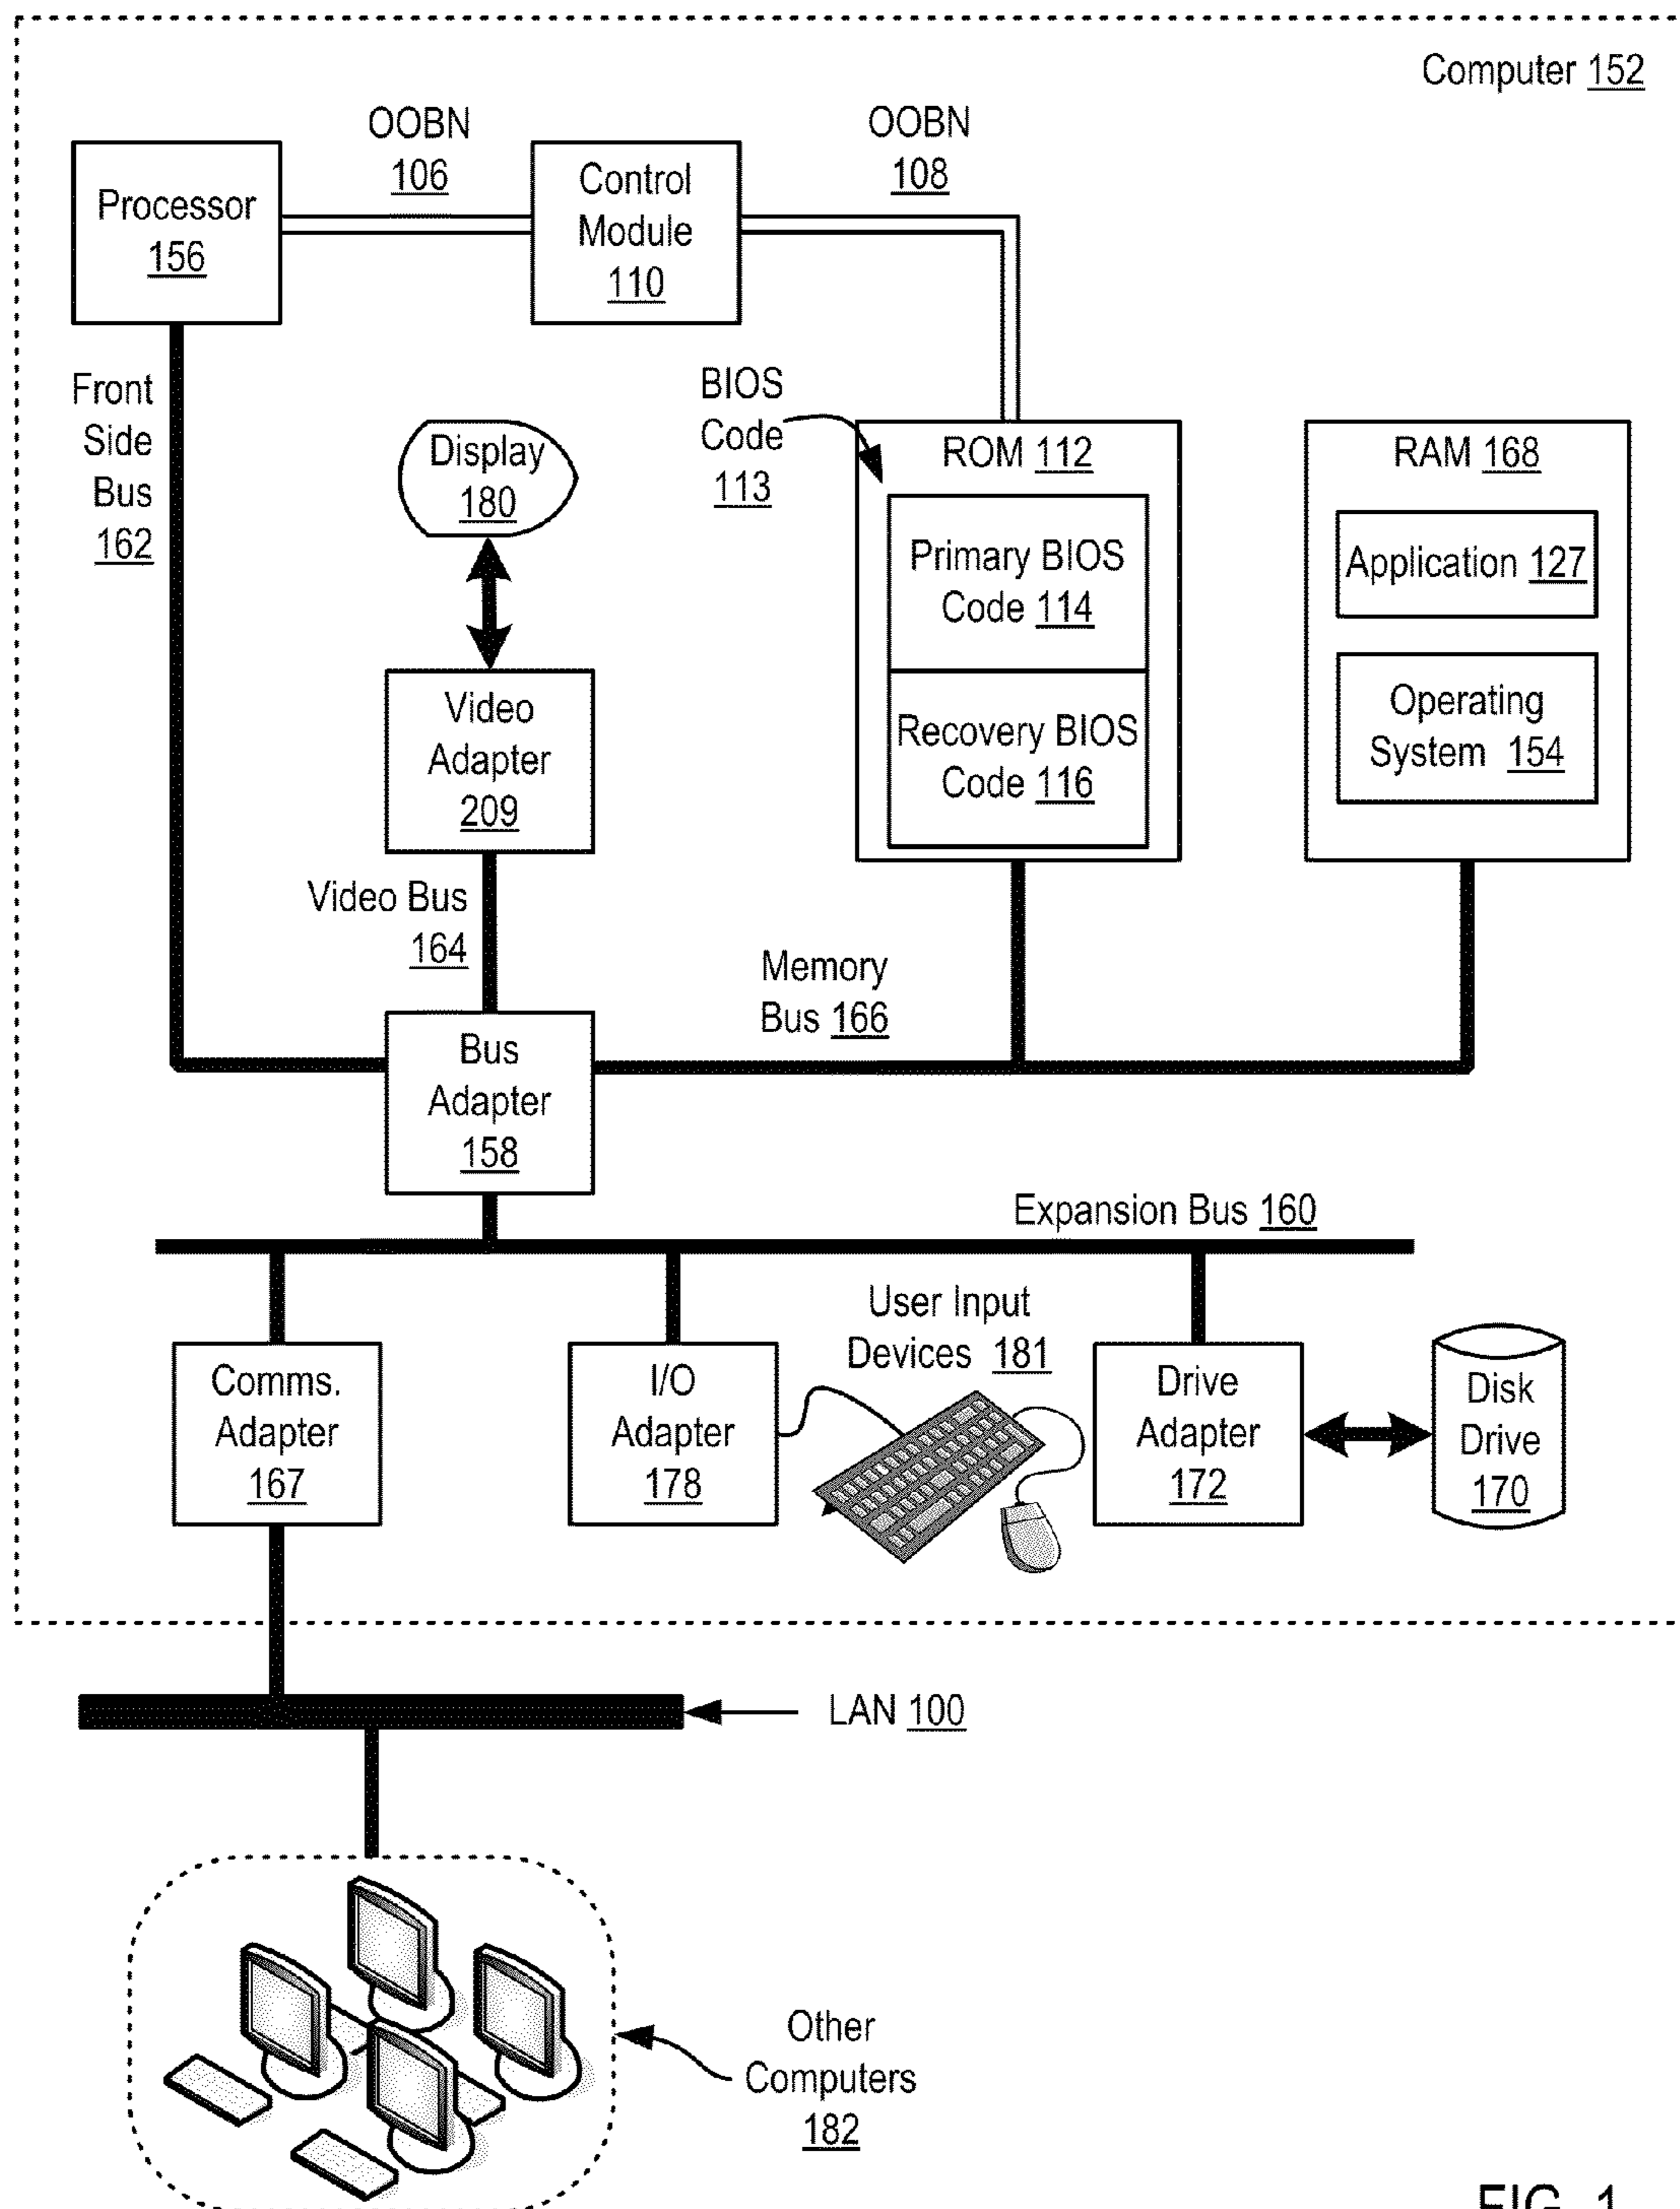 Computer 152
OOBN
106
OOBN
108
Processor
156
Control
Module
110
Front
Side
Bus
162
BIOS
Code
113
Display
180
ROM 112
RAM 168
Primary BIOS
Code 114
Application 127
Recovery BIOS
Code 116
Operating
System 154
Video
Adapter
209
Video Bus
164
Memory
Bus 166
Bus
Adapter
158
Expansion Bus 160
User Input
Devices 181
Comms.
Adapter
167
I/O
Adapter
178
Drive
Adapter
172
Disk
Drive
170
LAN 100
Other
Computers
182
FIG. 1